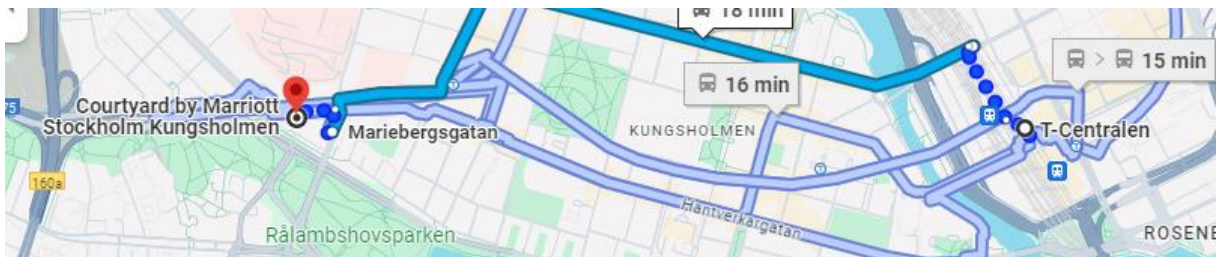 18 min
15 min
16 min
75
Courtyard by Marriott
Stockholm Kungsholmen
Mariebergsgatan
KUNGSHOLMEN
T-Centralen
160a
Hantverkargatan
Rålambshovsparken
ROSENE